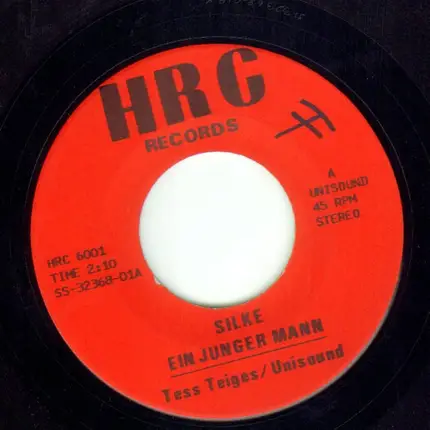 HRC
RECORDS
A
UNISOUND
45 RPM
STEREO
HRC 6001
TIME 2:10
SS-32368-01A
SILKE
EIN JUNGER MANN
Tess Teiges/Unisound